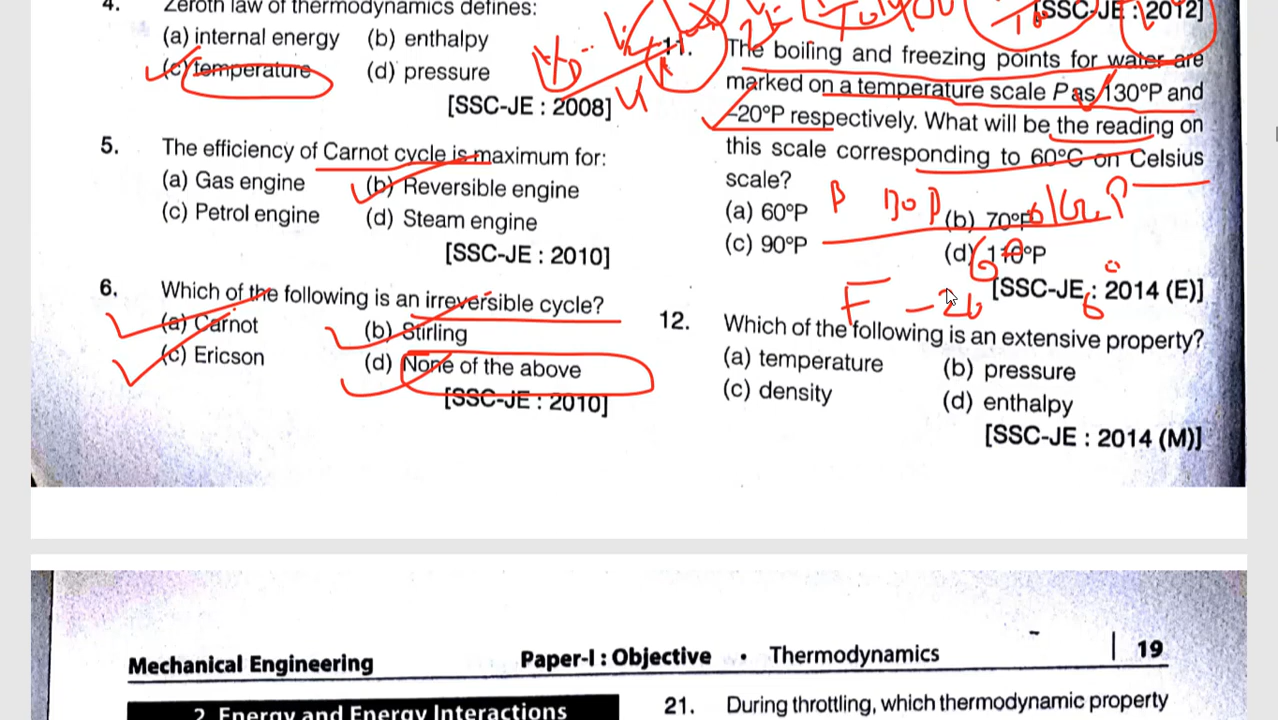 4. Zeroth law of thermodynamics defines:
(a) internal energy (b) enthalpy
(c) temperature (d) pressure
[SSC-JE : 2008]
5. The efficiency of Carnot cycle is maximum for:
(a) Gas engine (b) Reversible engine
(c) Petrol engine (d) Steam engine
[SSC-JE : 2010]
6. Which of the following is an irreversible cycle?
(a) Carnot (b) Stirling
(c) Ericson (d) None of the above
[SSC-JE : 2010]
[SSC-JE : 2012]
11. The boiling and freezing points for water are
marked on a temperature scale P as 130°P and
–20°P respectively. What will be the reading on
this scale corresponding to 60°C on Celsius
scale?
(a) 60°P (b) 70°P
(c) 90°P (d) 110°P
[SSC-JE : 2014 (E)]
12. Which of the following is an extensive property?
(a) temperature (b) pressure
(c) density (d) enthalpy
[SSC-JE : 2014 (M)]
Mechanical Engineering Paper-I : Objective • Thermodynamics 19
2. Energy and Energy Interactions
21. During throttling, which thermodynamic property